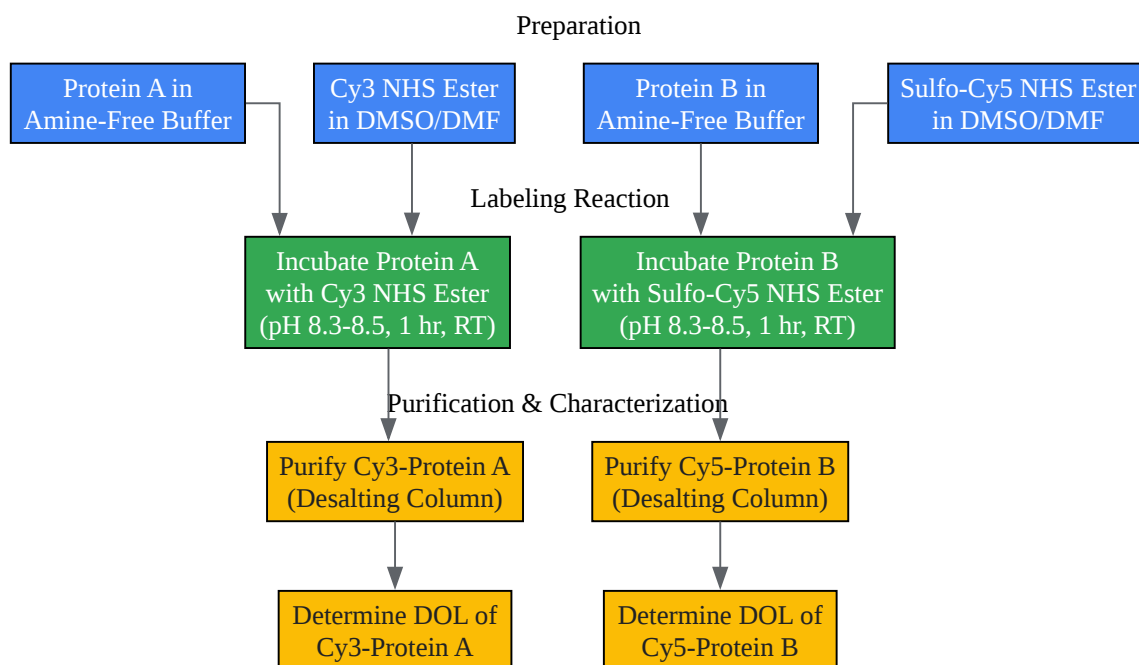 Preparation
Protein A in
Amine-Free Buffer
Cy3 NHS Ester
in DMSO/DMF
Protein B in
Amine-Free Buffer
Sulfo-Cy5 NHS Ester
in DMSO/DMF
Labeling Reaction
Incubate Protein A
with Cy3 NHS Ester
(pH 8.3-8.5, 1 hr, RT)
Incubate Protein B
with Sulfo-Cy5 NHS Ester
(pH 8.3-8.5, 1 hr, RT)
Purification & Characterization
Purify Cy3-Protein A
(Desalting Column)
Purify Cy5-Protein B
(Desalting Column)
Determine DOL of
Cy3-Protein A
Determine DOL of
Cy5-Protein B